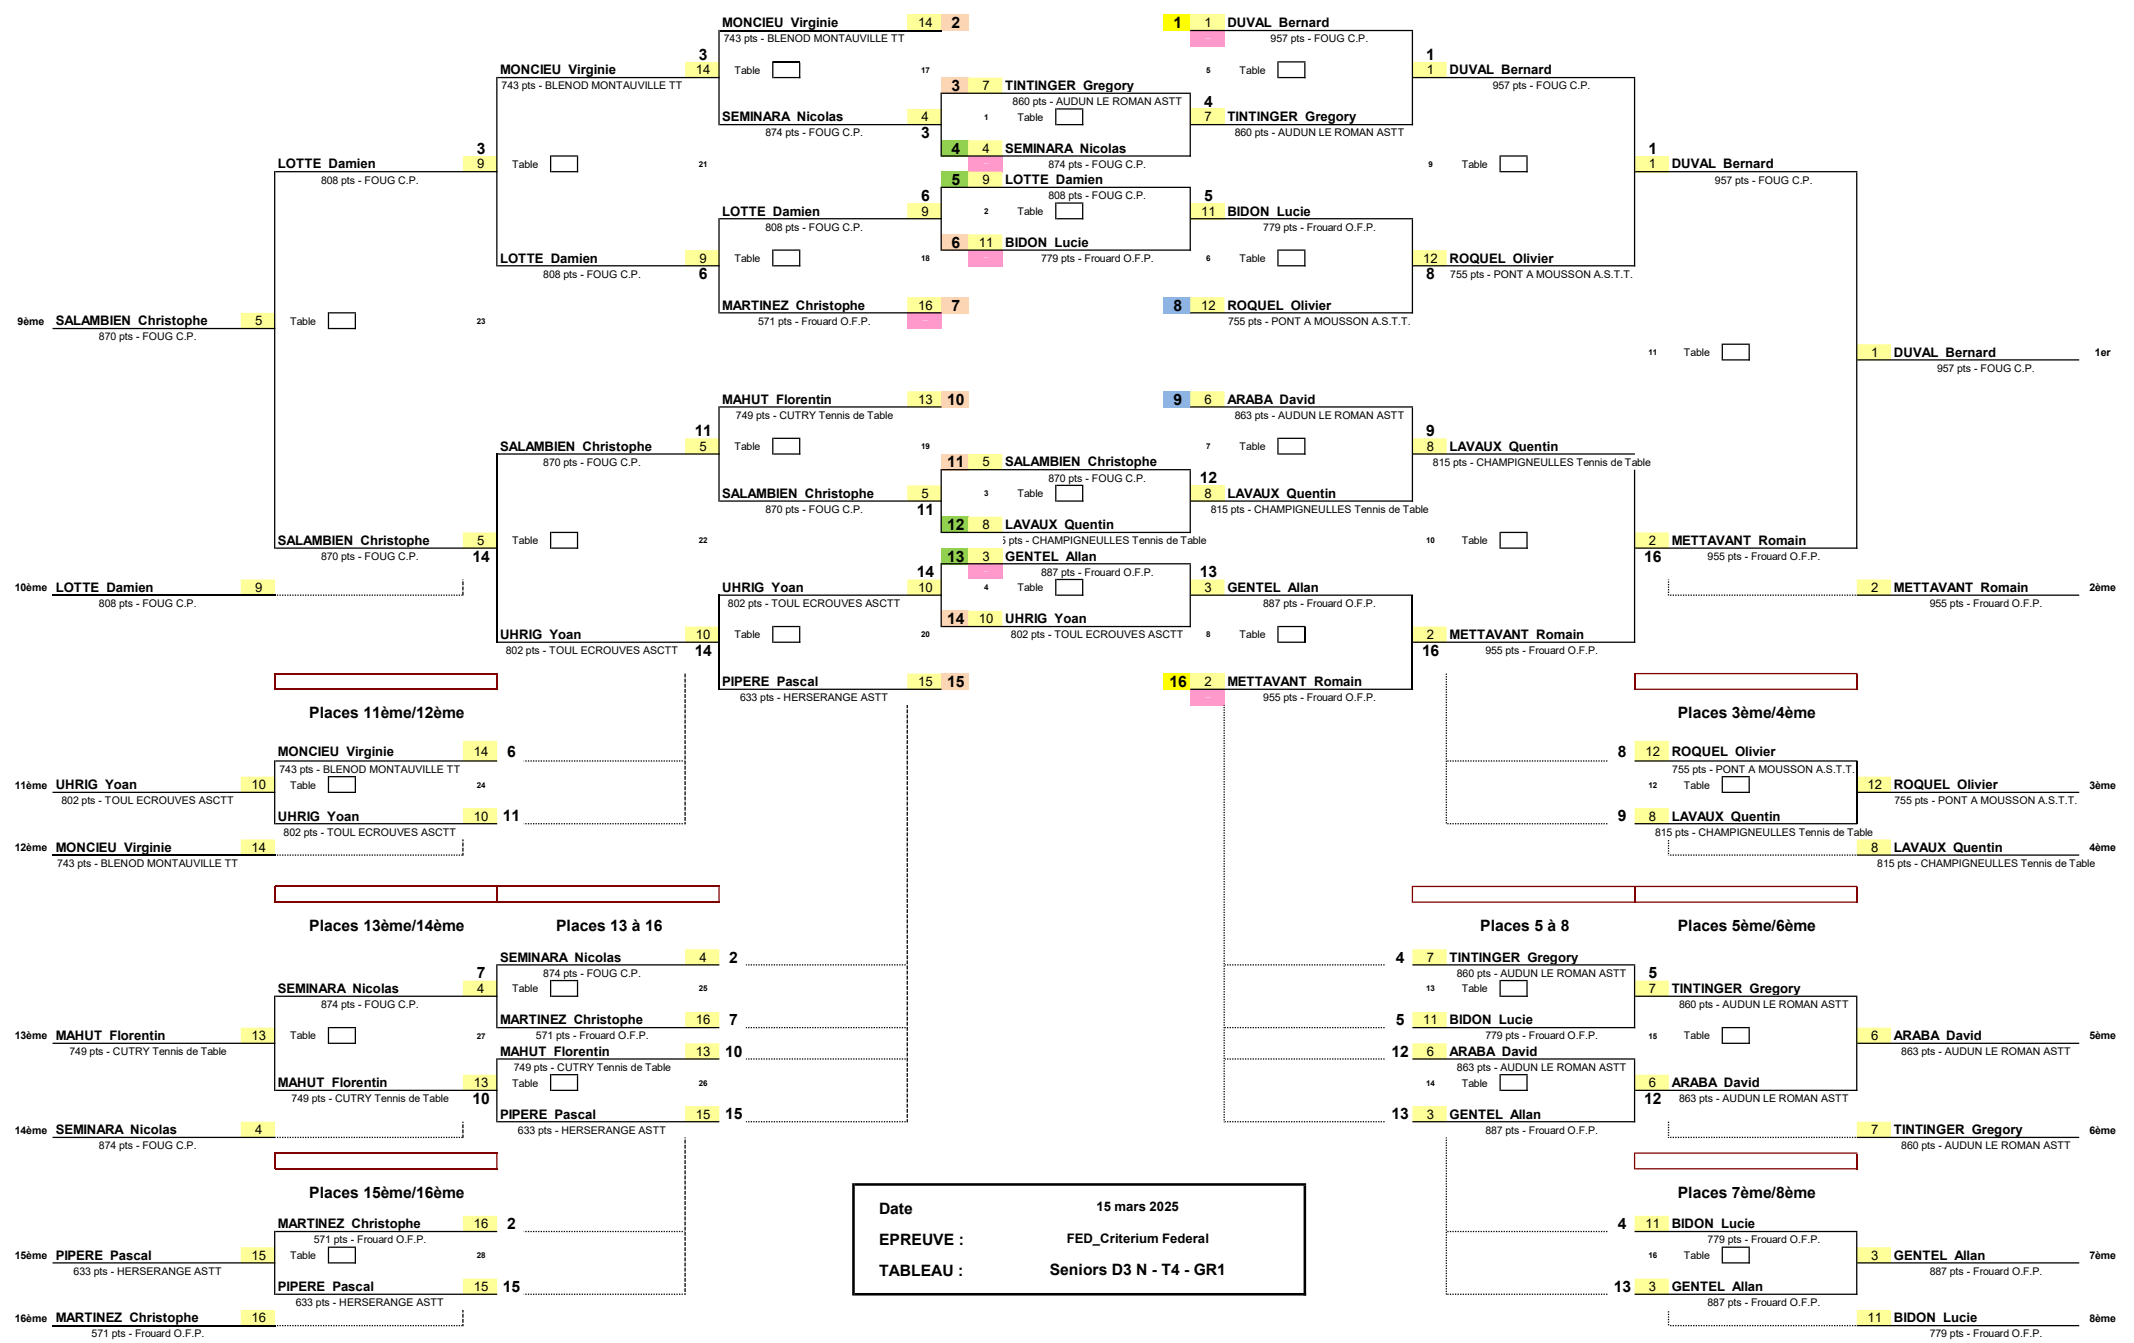 MONCIEU Virginie 14 2 1 1 DUVAL Bernard
743 pts - BLENOD MONTAUVILLE TT 957 pts - FOUG C.P.
3 1
MONCIEU Virginie 14 Table 17 5 Table 1 DUVAL Bernard
743 pts - BLENOD MONTAUVILLE TT 3 7 TINTINGER Gregory 957 pts - FOUG C.P.
860 pts - AUDUN LE ROMAN ASTT 4
SEMINARA Nicolas 4 1 Table 7 TINTINGER Gregory
874 pts - FOUG C.P. 3 860 pts - AUDUN LE ROMAN ASTT
3 4 4 SEMINARA Nicolas 1
LOTTE Damien 9 Table 21 874 pts - FOUG C.P. 9 Table 1 DUVAL Bernard
808 pts - FOUG C.P. 5 9 LOTTE Damien 957 pts - FOUG C.P.
6 808 pts - FOUG C.P. 5
LOTTE Damien 9 2 Table 11 BIDON Lucie
808 pts - FOUG C.P. 779 pts - Frouard O.F.P.
6 11 BIDON Lucie
LOTTE Damien 9 Table 18 779 pts - Frouard O.F.P. 6 Table 12 ROQUEL Olivier
808 pts - FOUG C.P. 6 8 755 pts - PONT A MOUSSON A.S.T.T.
MARTINEZ Christophe 16 7 8 12 ROQUEL Olivier
9ème SALAMBIEN Christophe 5 Table 23 571 pts - Frouard O.F.P. 755 pts - PONT A MOUSSON A.S.T.T.
870 pts - FOUG C.P.
11 Table 1 DUVAL Bernard 1er
957 pts - FOUG C.P.
MAHUT Florentin 13 10 9 6 ARABA David
749 pts - CUTRY Tennis de Table 863 pts - AUDUN LE ROMAN ASTT
11 9
SALAMBIEN Christophe 5 Table 19 7 Table 8 LAVAUX Quentin
870 pts - FOUG C.P. 11 5 SALAMBIEN Christophe 815 pts - CHAMPIGNEULLES Tennis de Table
870 pts - FOUG C.P. 12
SALAMBIEN Christophe 5 3 Table 8 LAVAUX Quentin
870 pts - FOUG C.P. 11 815 pts - CHAMPIGNEULLES Tennis de Table
12 8 LAVAUX Quentin
SALAMBIEN Christophe 5 Table 22 pts - CHAMPIGNEULLES Tennis de Table 10 Table 2 METTAVANT Romain
870 pts - FOUG C.P. 14 13 3 GENTEL Allan 16 955 pts - Frouard O.F.P.
14 887 pts - Frouard O.F.P. 13
10ème LOTTE Damien 9 UHRIG Yoan 10 4 Table 3 GENTEL Allan 2 METTAVANT Romain 2ème
808 pts - FOUG C.P. 802 pts - TOUL ECROUVES ASCTT 887 pts - Frouard O.F.P. 955 pts - Frouard O.F.P.
14 10 UHRIG Yoan
UHRIG Yoan 10 Table 20 802 pts - TOUL ECROUVES ASCTT 8 Table 2 METTAVANT Romain
802 pts - TOUL ECROUVES ASCTT 14 16 955 pts - Frouard O.F.P.
PIPERE Pascal 15 15 16 2 METTAVANT Romain
633 pts - HERSERANGE ASTT 955 pts - Frouard O.F.P.
Places 11ème/12ème Places 3ème/4ème
MONCIEU Virginie 14 6 8 12 ROQUEL Olivier
743 pts - BLENOD MONTAUVILLE TT 755 pts - PONT A MOUSSON A.S.T.T.
11ème UHRIG Yoan 10 Table 24 12 Table 12 ROQUEL Olivier 3ème
802 pts - TOUL ECROUVES ASCTT 755 pts - PONT A MOUSSON A.S.T.T.
UHRIG Yoan 10 11 9 8 LAVAUX Quentin
802 pts - TOUL ECROUVES ASCTT 815 pts - CHAMPIGNEULLES Tennis de Table
12ème MONCIEU Virginie 14 8 LAVAUX Quentin 4ème
743 pts - BLENOD MONTAUVILLE TT 815 pts - CHAMPIGNEULLES Tennis de Table
Places 13ème/14ème Places 13 à 16 Places 5 à 8 Places 5ème/6ème
SEMINARA Nicolas 4 2 4 7 TINTINGER Gregory
7 874 pts - FOUG C.P. 860 pts - AUDUN LE ROMAN ASTT 5
SEMINARA Nicolas 4 Table 25 13 Table 7 TINTINGER Gregory
874 pts - FOUG C.P. 860 pts - AUDUN LE ROMAN ASTT
MARTINEZ Christophe 16 7 5 11 BIDON Lucie
13ème MAHUT Florentin 13 Table 27 571 pts - Frouard O.F.P. 779 pts - Frouard O.F.P. 15 Table 6 ARABA David 5ème
749 pts - CUTRY Tennis de Table MAHUT Florentin 13 10 12 6 ARABA David 863 pts - AUDUN LE ROMAN ASTT
749 pts - CUTRY Tennis de Table 863 pts - AUDUN LE ROMAN ASTT
MAHUT Florentin 13 Table 26 14 Table 6 ARABA David
749 pts - CUTRY Tennis de Table 10 12 863 pts - AUDUN LE ROMAN ASTT
PIPERE Pascal 15 15 13 3 GENTEL Allan
14ème SEMINARA Nicolas 4 633 pts - HERSERANGE ASTT 887 pts - Frouard O.F.P. 7 TINTINGER Gregory 6ème
874 pts - FOUG C.P. 860 pts - AUDUN LE ROMAN ASTT
Places 15ème/16ème Places 7ème/8ème
Date 15 mars 2025
MARTINEZ Christophe 16 2 4 11 BIDON Lucie
571 pts - Frouard O.F.P. EPREUVE : FED_Criterium Federal 779 pts - Frouard O.F.P.
15ème PIPERE Pascal 15 Table 28 16 Table 3 GENTEL Allan 7ème
633 pts - HERSERANGE ASTT TABLEAU : Seniors D3 N - T4 - GR1 887 pts - Frouard O.F.P.
PIPERE Pascal 15 15 13 3 GENTEL Allan
633 pts - HERSERANGE ASTT 887 pts - Frouard O.F.P.
16ème MARTINEZ Christophe 16 11 BIDON Lucie 8ème
571 pts - Frouard O.F.P. 779 pts - Frouard O.F.P.